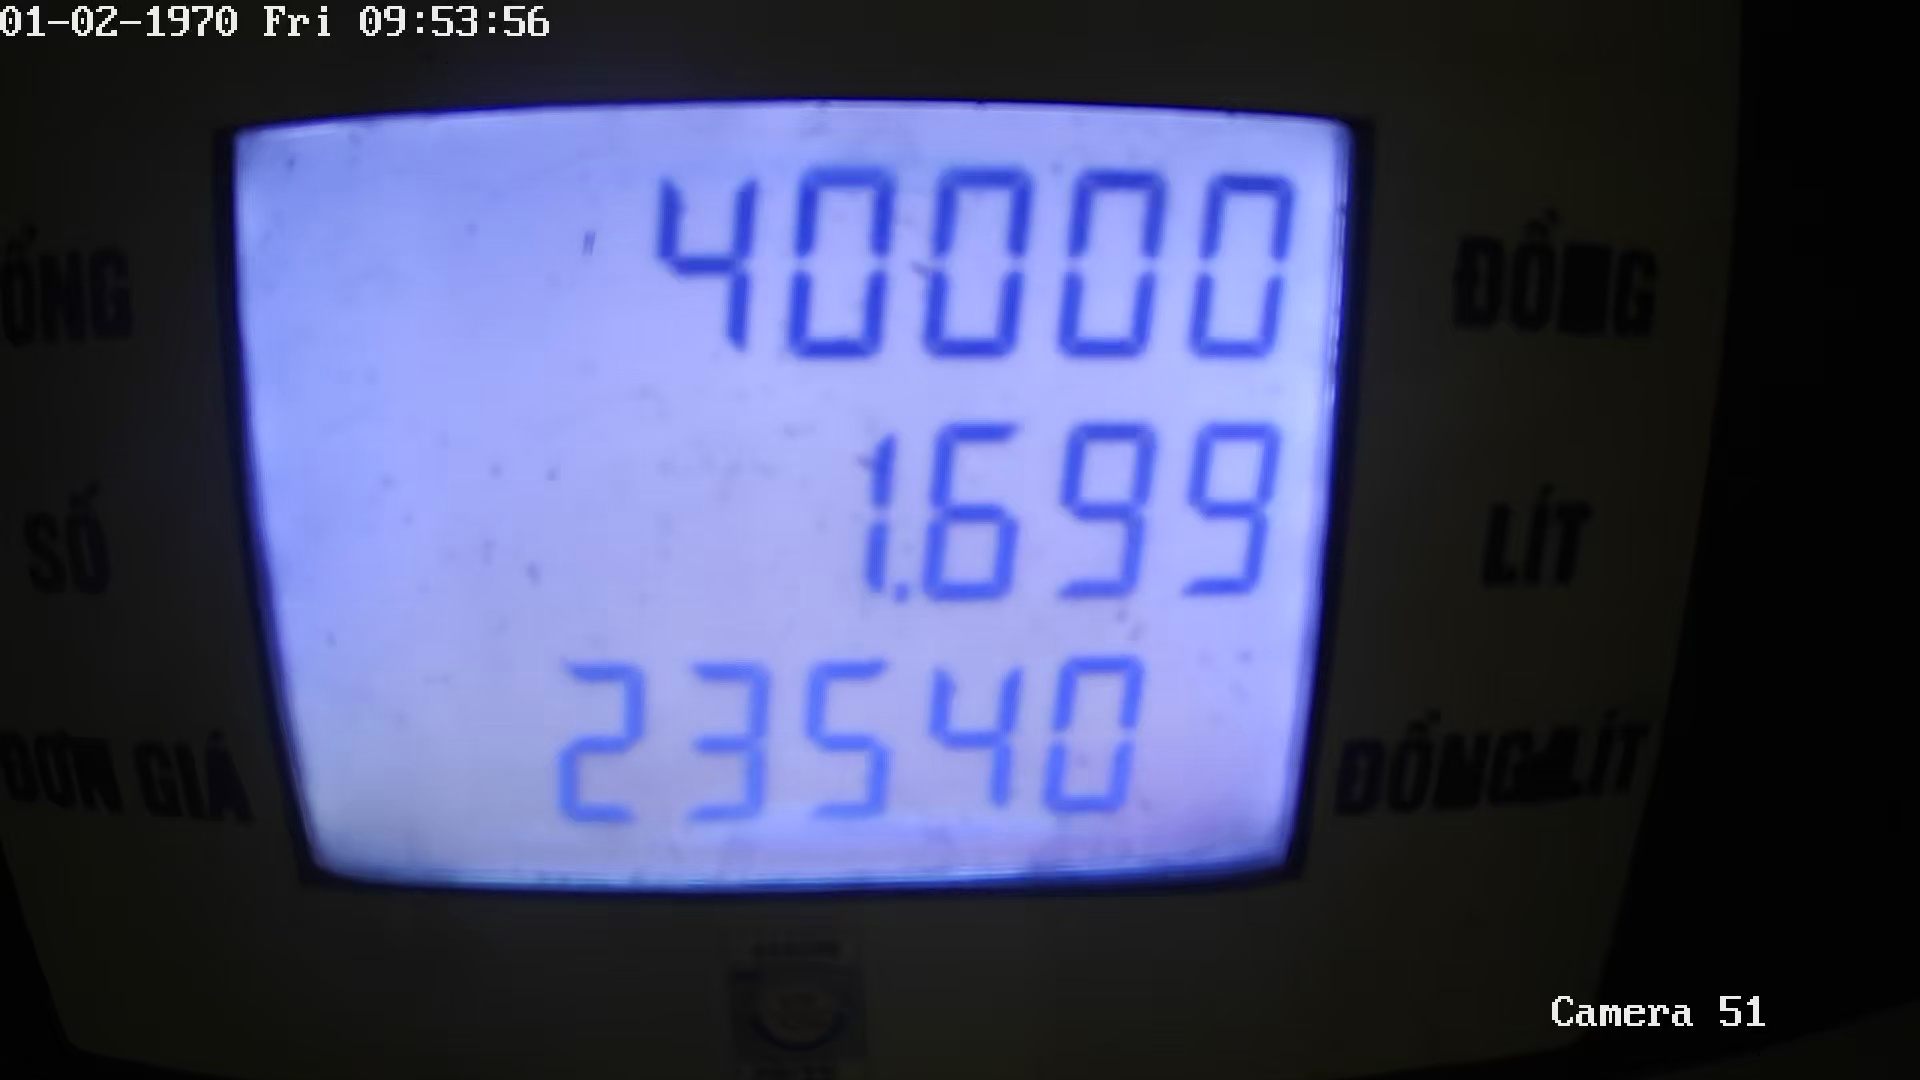 01-02-1970 Fri 09:53:56
40000
ỒNG ĐỒNG
1.699
SỐ LÍT
23540
ĐƠN GIÁ ĐỒNG/LÍT
Camera 51